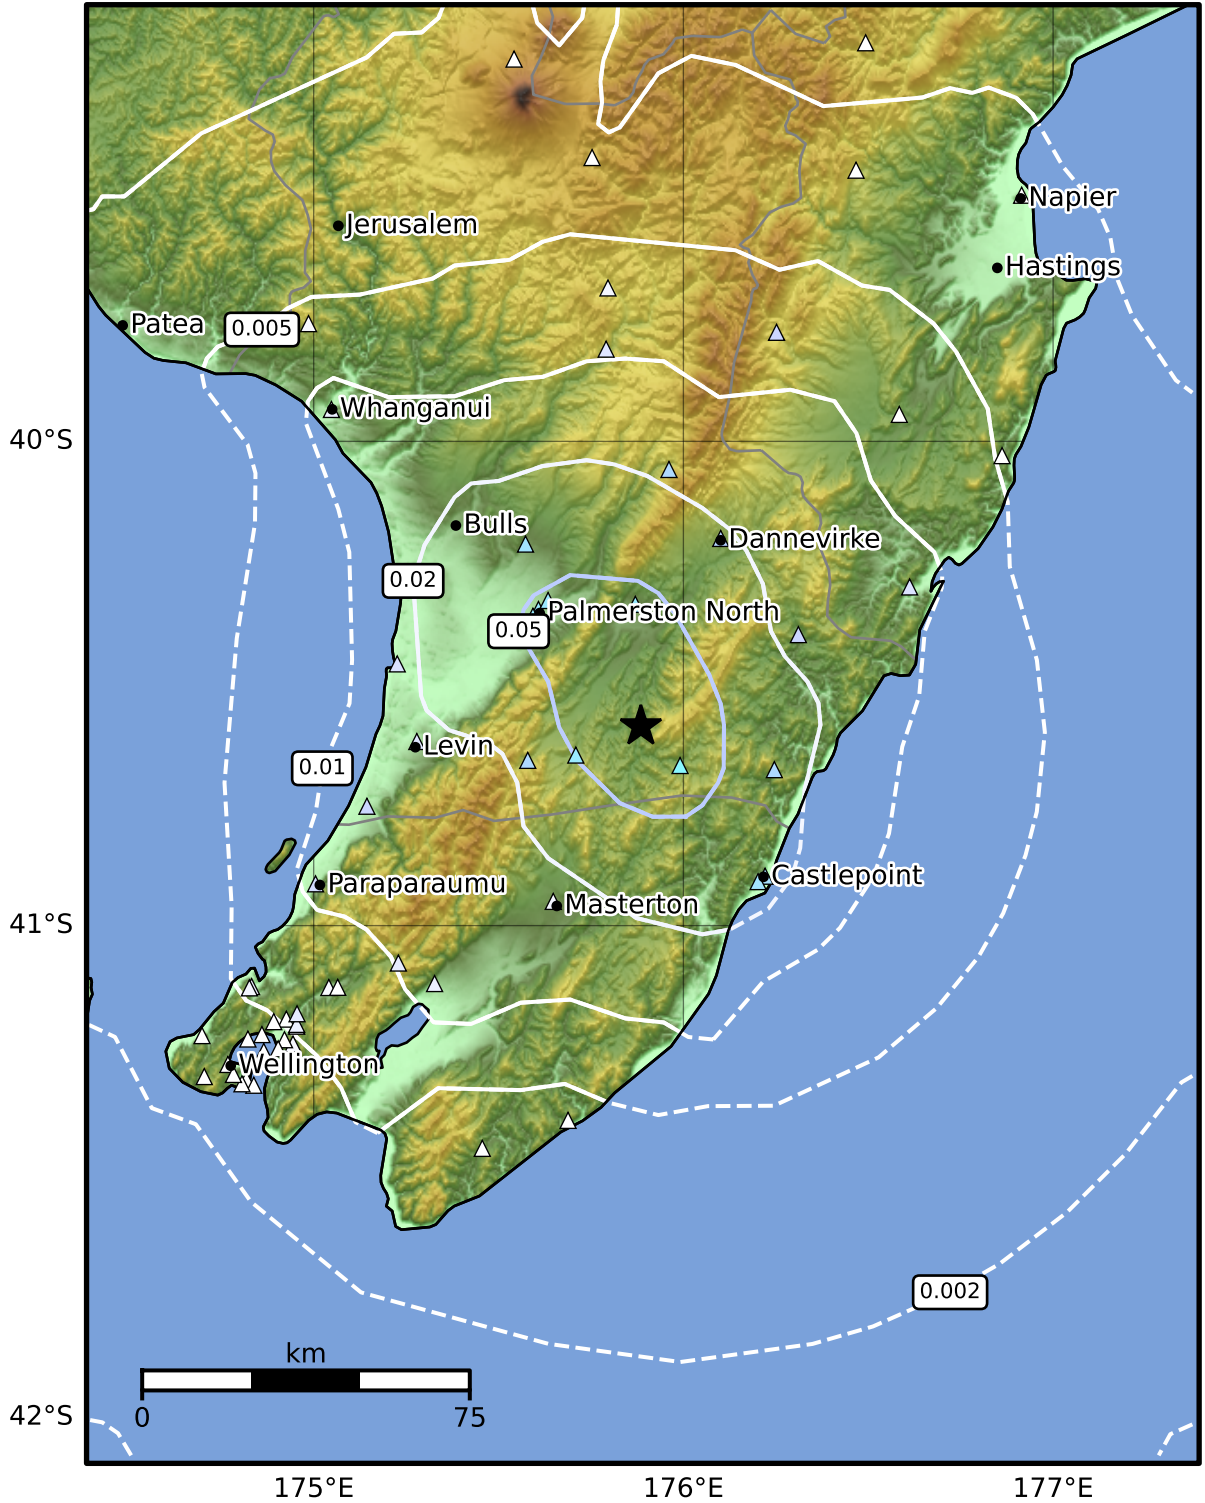 Napier
Jerusalem
Hastings
Patea
0.005
Whanganui
40°S
Bulls
Dannevirke
0.02
Palmerston North
0.05
Levin
0.01
Castlepoint
Paraparaumu
Masterton
41°S
Wellington
0.002
km
0
75
42°S
175°E
176°E
177°E